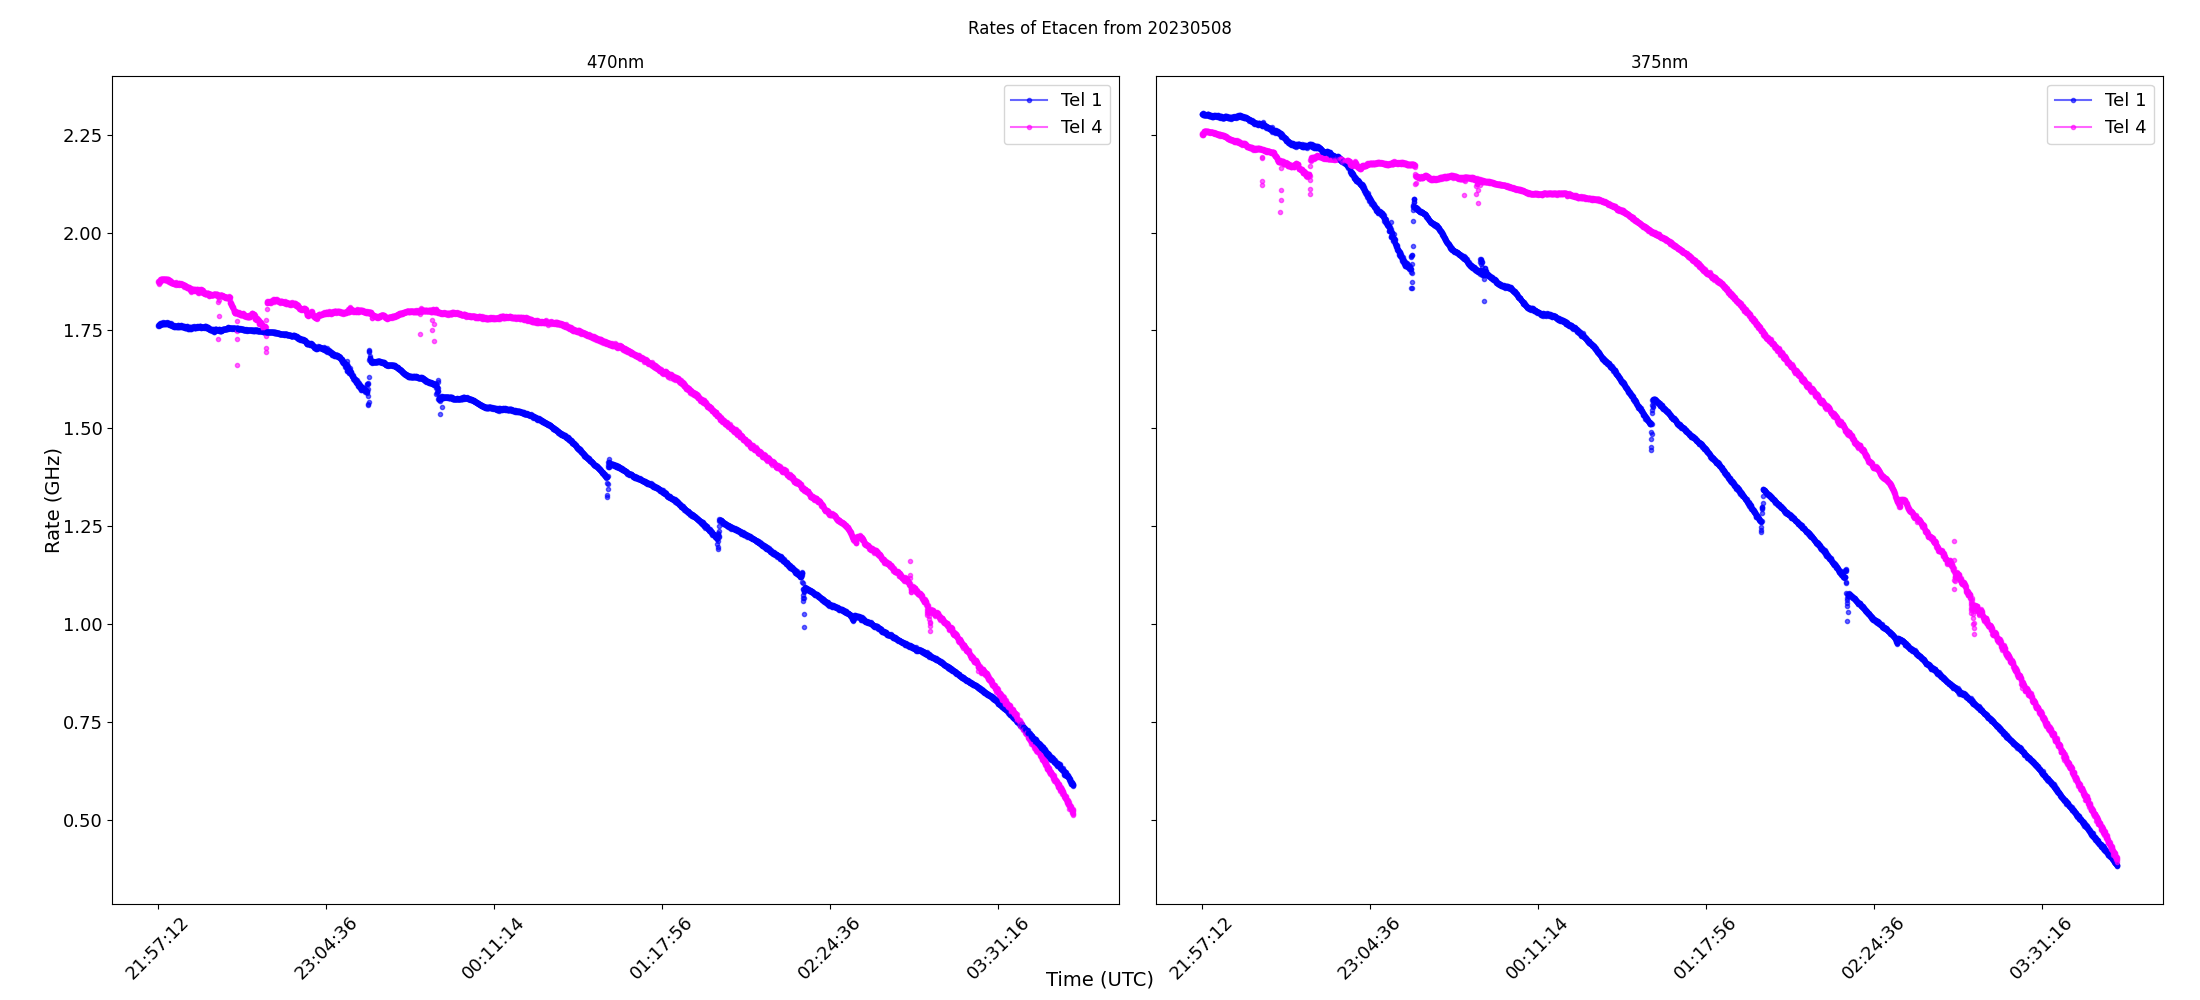 Rates of Etacen from 20230508
470nm
375nm
Tel 1
Tel 4
Tel 1
Tel 4
Rate (GHz)
2.25
2.00
1.75
1.50
1.25
1.00
0.75
0.50
21:57:12
23:04:36
00:11:14
01:17:56
02:24:36
03:31:16
21:57:12
23:04:36
00:11:14
01:17:56
02:24:36
03:31:16
Time (UTC)